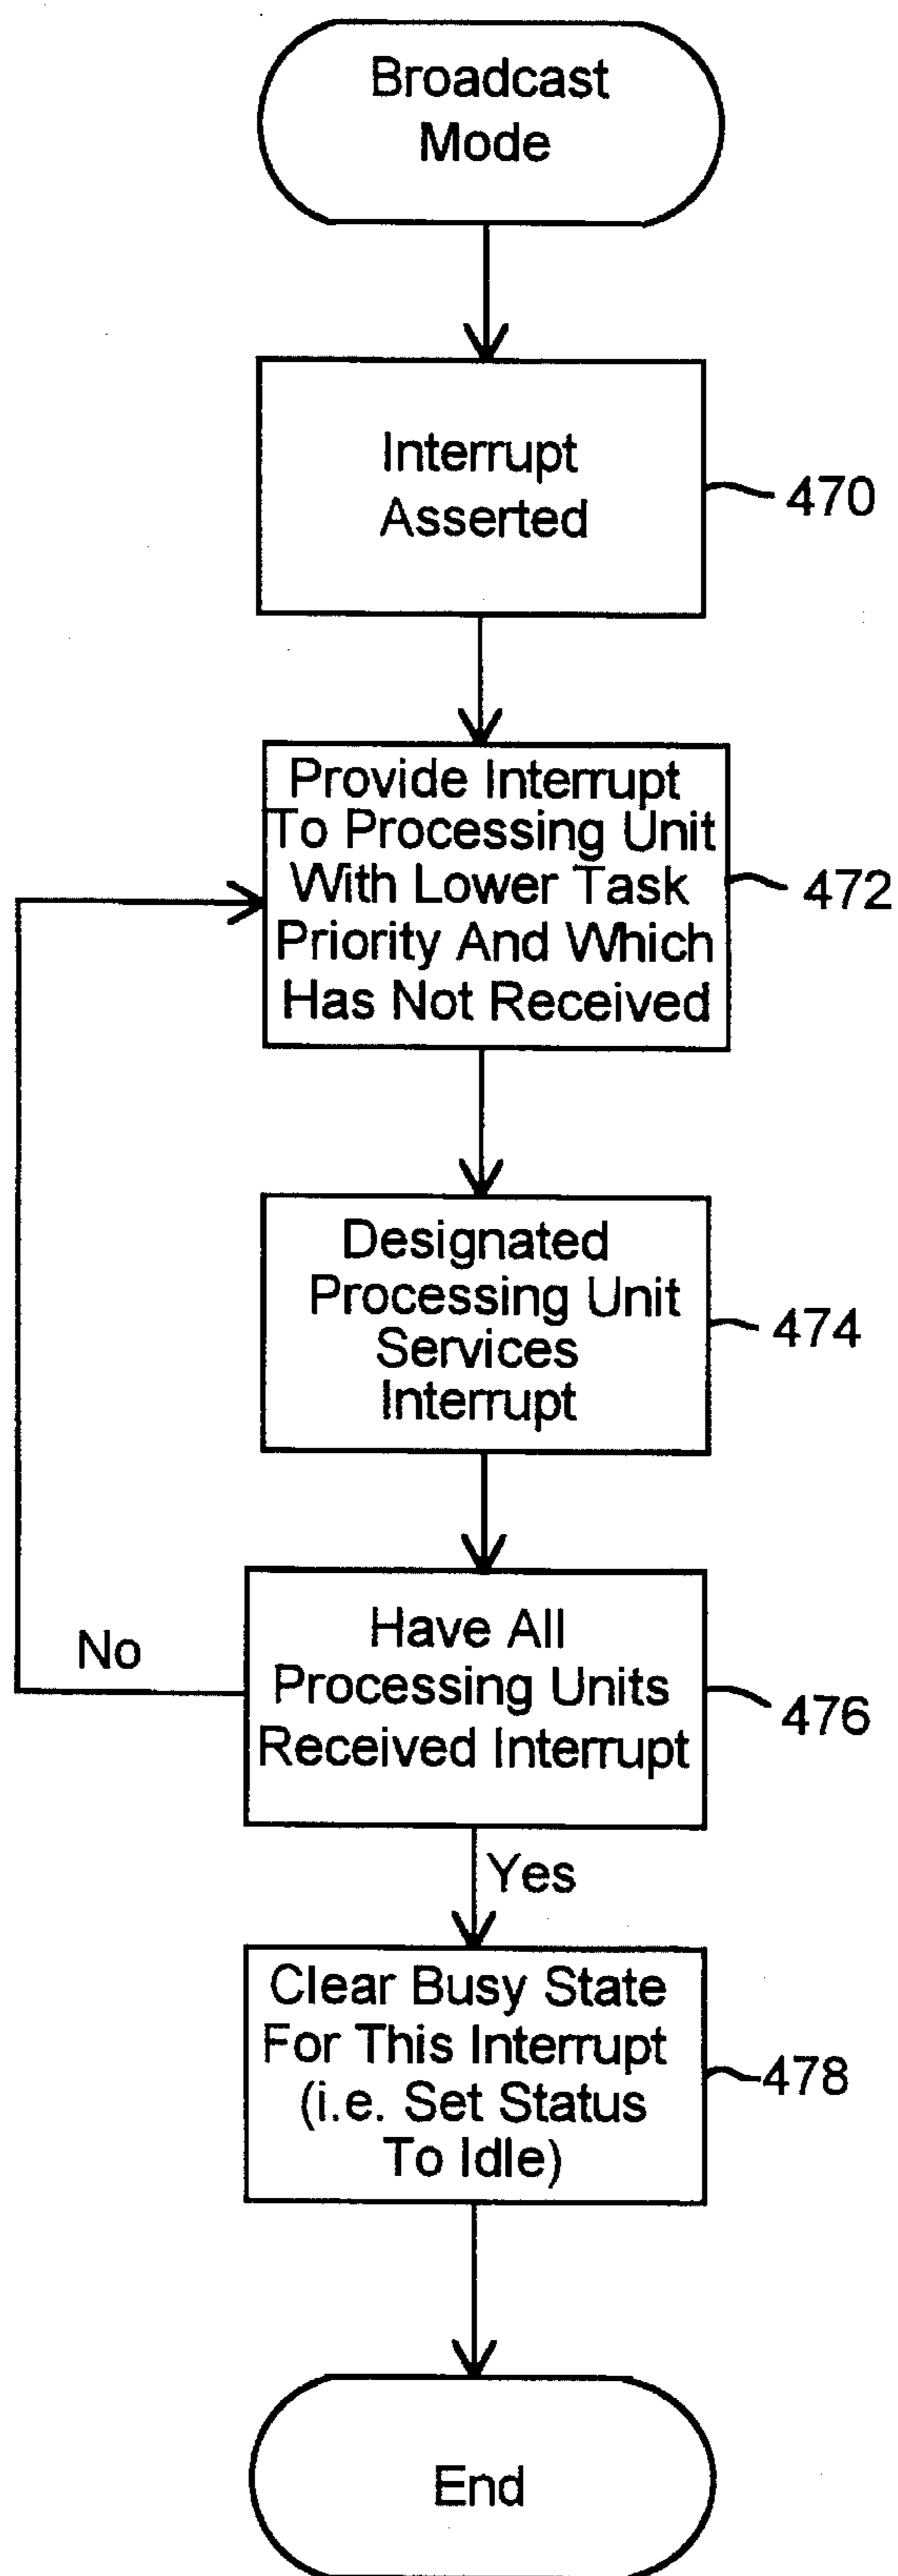 Broadcast
Mode
Interrupt
Asserted
470
Provide Interrupt
To Processing Unit
With Lower Task
Priority And Which
Has Not Received
472
Designated
Processing Unit
Services
Interrupt
474
Have All
Processing Units
Received Interrupt
476
No
Yes
Clear Busy State
For This Interrupt
(i.e. Set Status
To Idle)
478
End